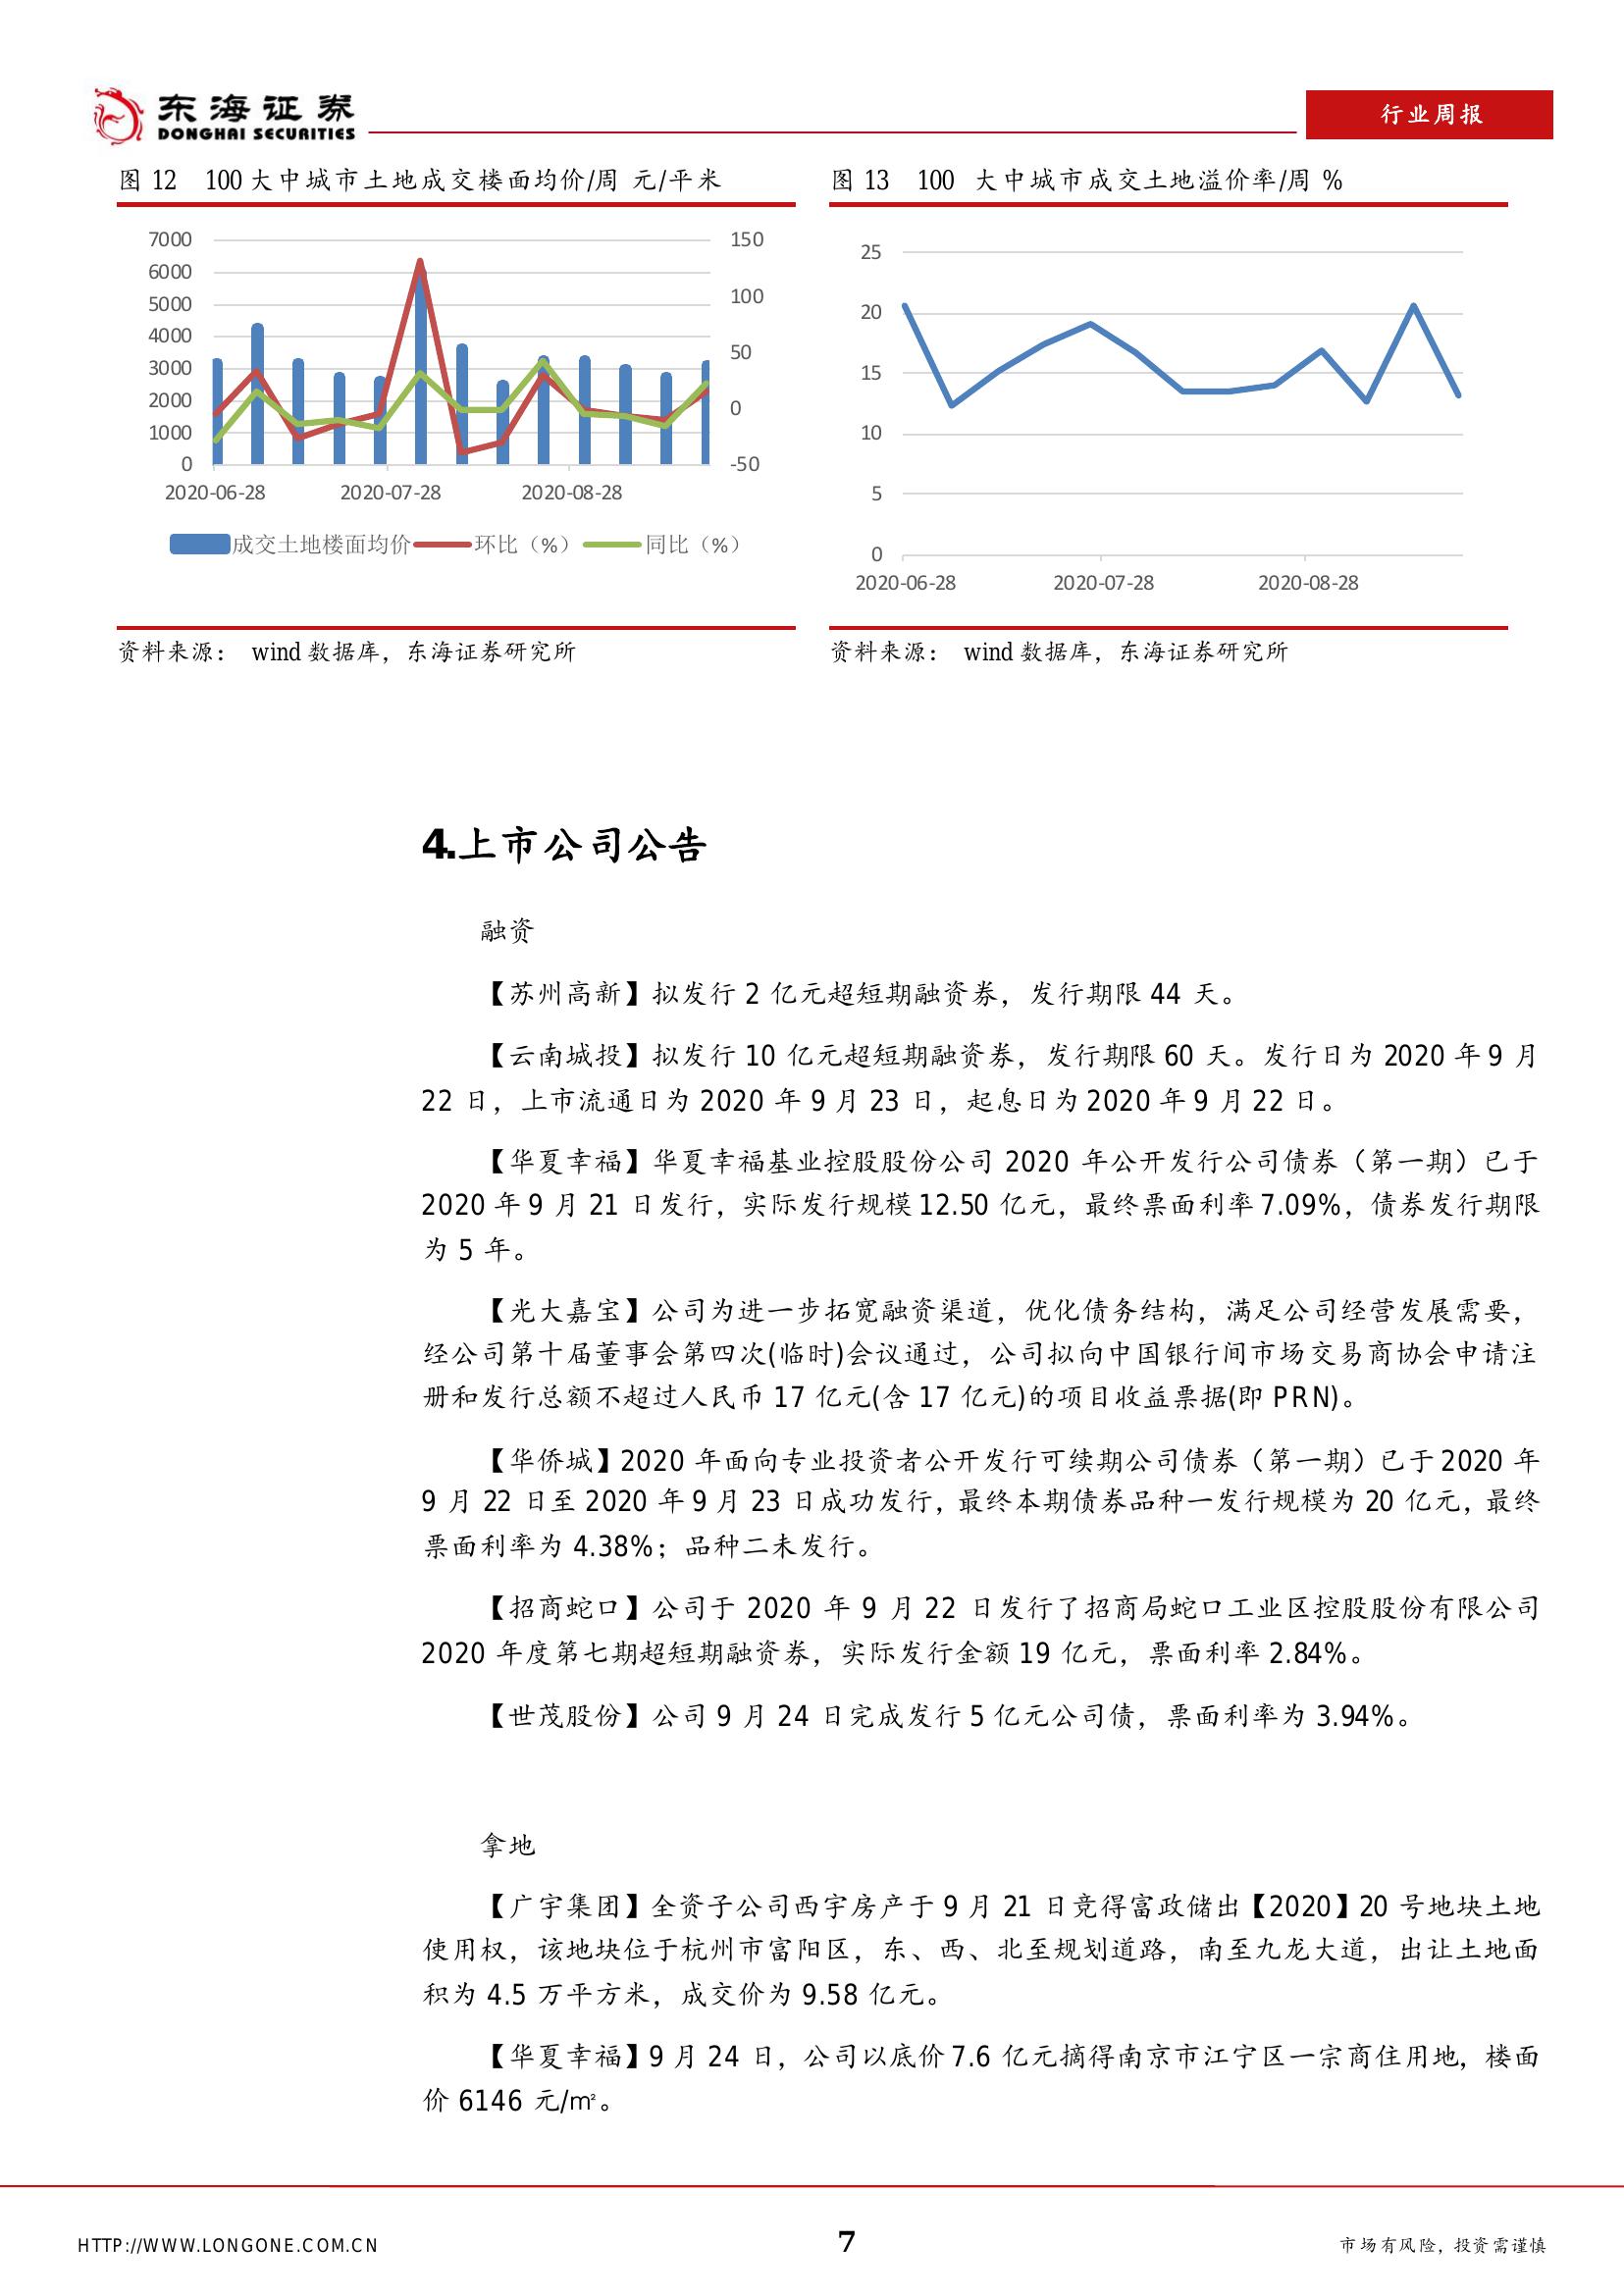 东海证券
DONGHAI SECURITIES
行业周报
图 12 100 大中城市土地成交楼面均价/周 元/平米
7000
6000
5000
4000
3000
2000
1000
0
150
100
50
0
-50
2020-06-28 2020-07-28 2020-08-28
成交土地楼面均价 环比（%） 同比（%）
资料来源： wind 数据库，东海证券研究所
图 13 100 大中城市成交土地溢价率/周 %
25
20
15
10
5
0
2020-06-28 2020-07-28 2020-08-28
资料来源： wind 数据库，东海证券研究所
4.上市公司公告
融资
【苏州高新】拟发行 2 亿元超短期融资券，发行期限 44 天。
【云南城投】拟发行 10 亿元超短期融资券，发行期限 60 天。发行日为 2020 年 9 月
22 日，上市流通日为 2020 年 9 月 23 日，起息日为 2020 年 9 月 22 日。
【华夏幸福】华夏幸福基业控股股份公司 2020 年公开发行公司债券（第一期）已于
2020 年 9 月 21 日发行，实际发行规模 12.50 亿元，最终票面利率 7.09%，债券发行期限
为 5 年。
【光大嘉宝】公司为进一步拓宽融资渠道，优化债务结构，满足公司经营发展需要，
经公司第十届董事会第四次(临时)会议通过，公司拟向中国银行间市场交易商协会申请注
册和发行总额不超过人民币 17 亿元(含 17 亿元)的项目收益票据(即 PRN)。
【华侨城】2020 年面向专业投资者公开发行可续期公司债券（第一期）已于 2020 年
9 月 22 日至 2020 年 9 月 23 日成功发行，最终本期债券品种一发行规模为 20 亿元，最终
票面利率为 4.38%；品种二未发行。
【招商蛇口】公司于 2020 年 9 月 22 日发行了招商局蛇口工业区控股股份有限公司
2020 年度第七期超短期融资券，实际发行金额 19 亿元，票面利率 2.84%。
【世茂股份】公司 9 月 24 日完成发行 5 亿元公司债，票面利率为 3.94%。
拿地
【广宇集团】全资子公司西宇房产于 9 月 21 日竞得富政储出【2020】20 号地块土地
使用权，该地块位于杭州市富阳区，东、西、北至规划道路，南至九龙大道，出让土地面
积为 4.5 万平方米，成交价为 9.58 亿元。
【华夏幸福】9 月 24 日，公司以底价 7.6 亿元摘得南京市江宁区一宗商住用地，楼面
价 6146 元/㎡。
HTTP://WWW.LONGONE.COM.CN 7 市场有风险，投资需谨慎